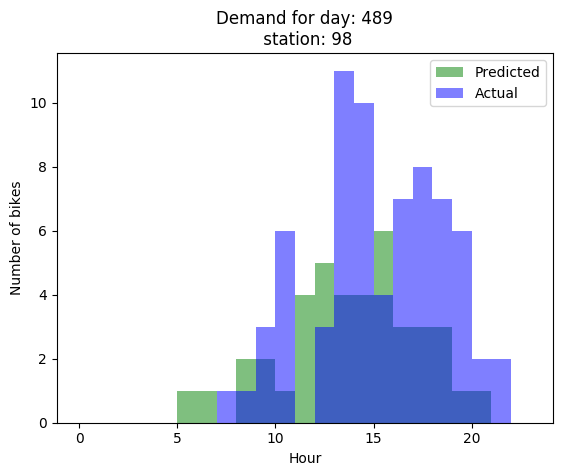 Demand for day: 489
station: 98
Predicted
Actual
Number of bikes
10
8
6
4
2
0
0 5 10 15 20
Hour